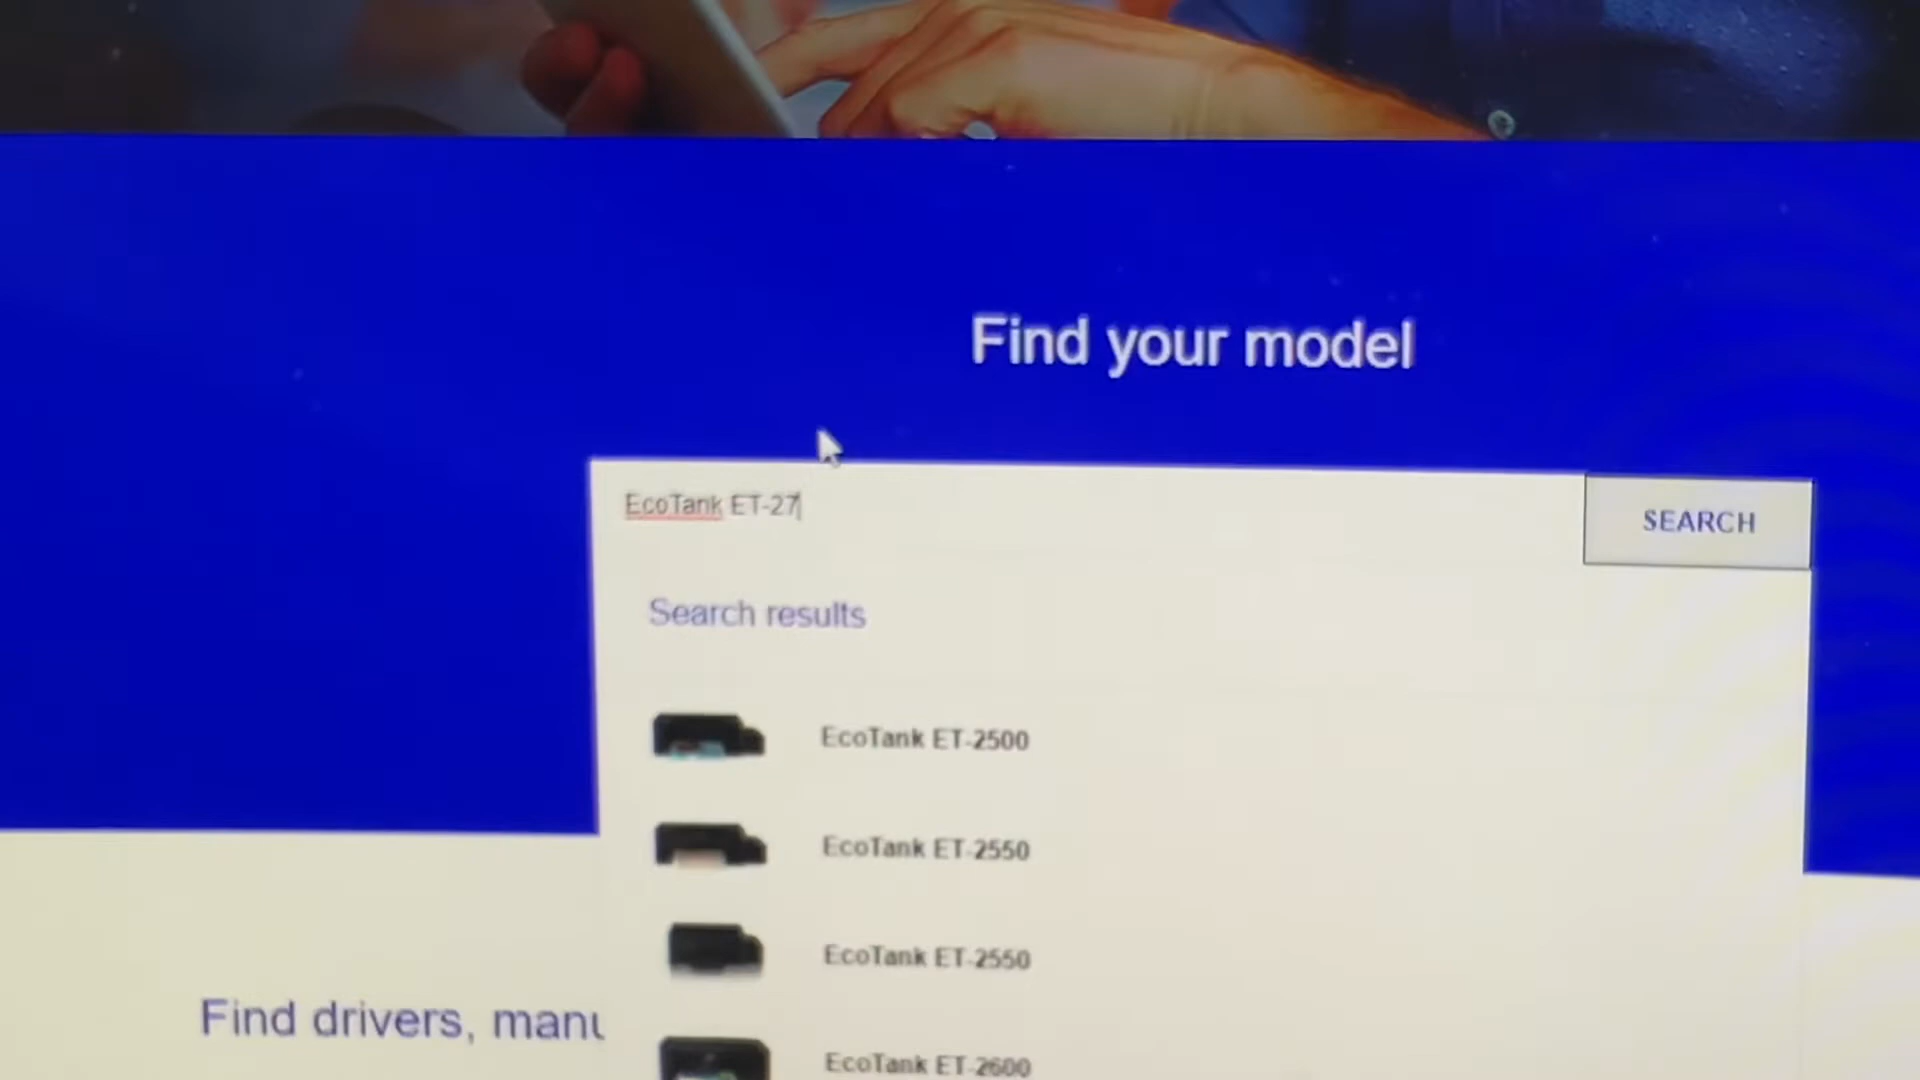 Find your model
EcoTank ET-27
SEARCH
Search results
EcoTank ET-2500
EcoTank ET-2550
EcoTank ET-2550
Find drivers, manu
EcoTank ET-2600